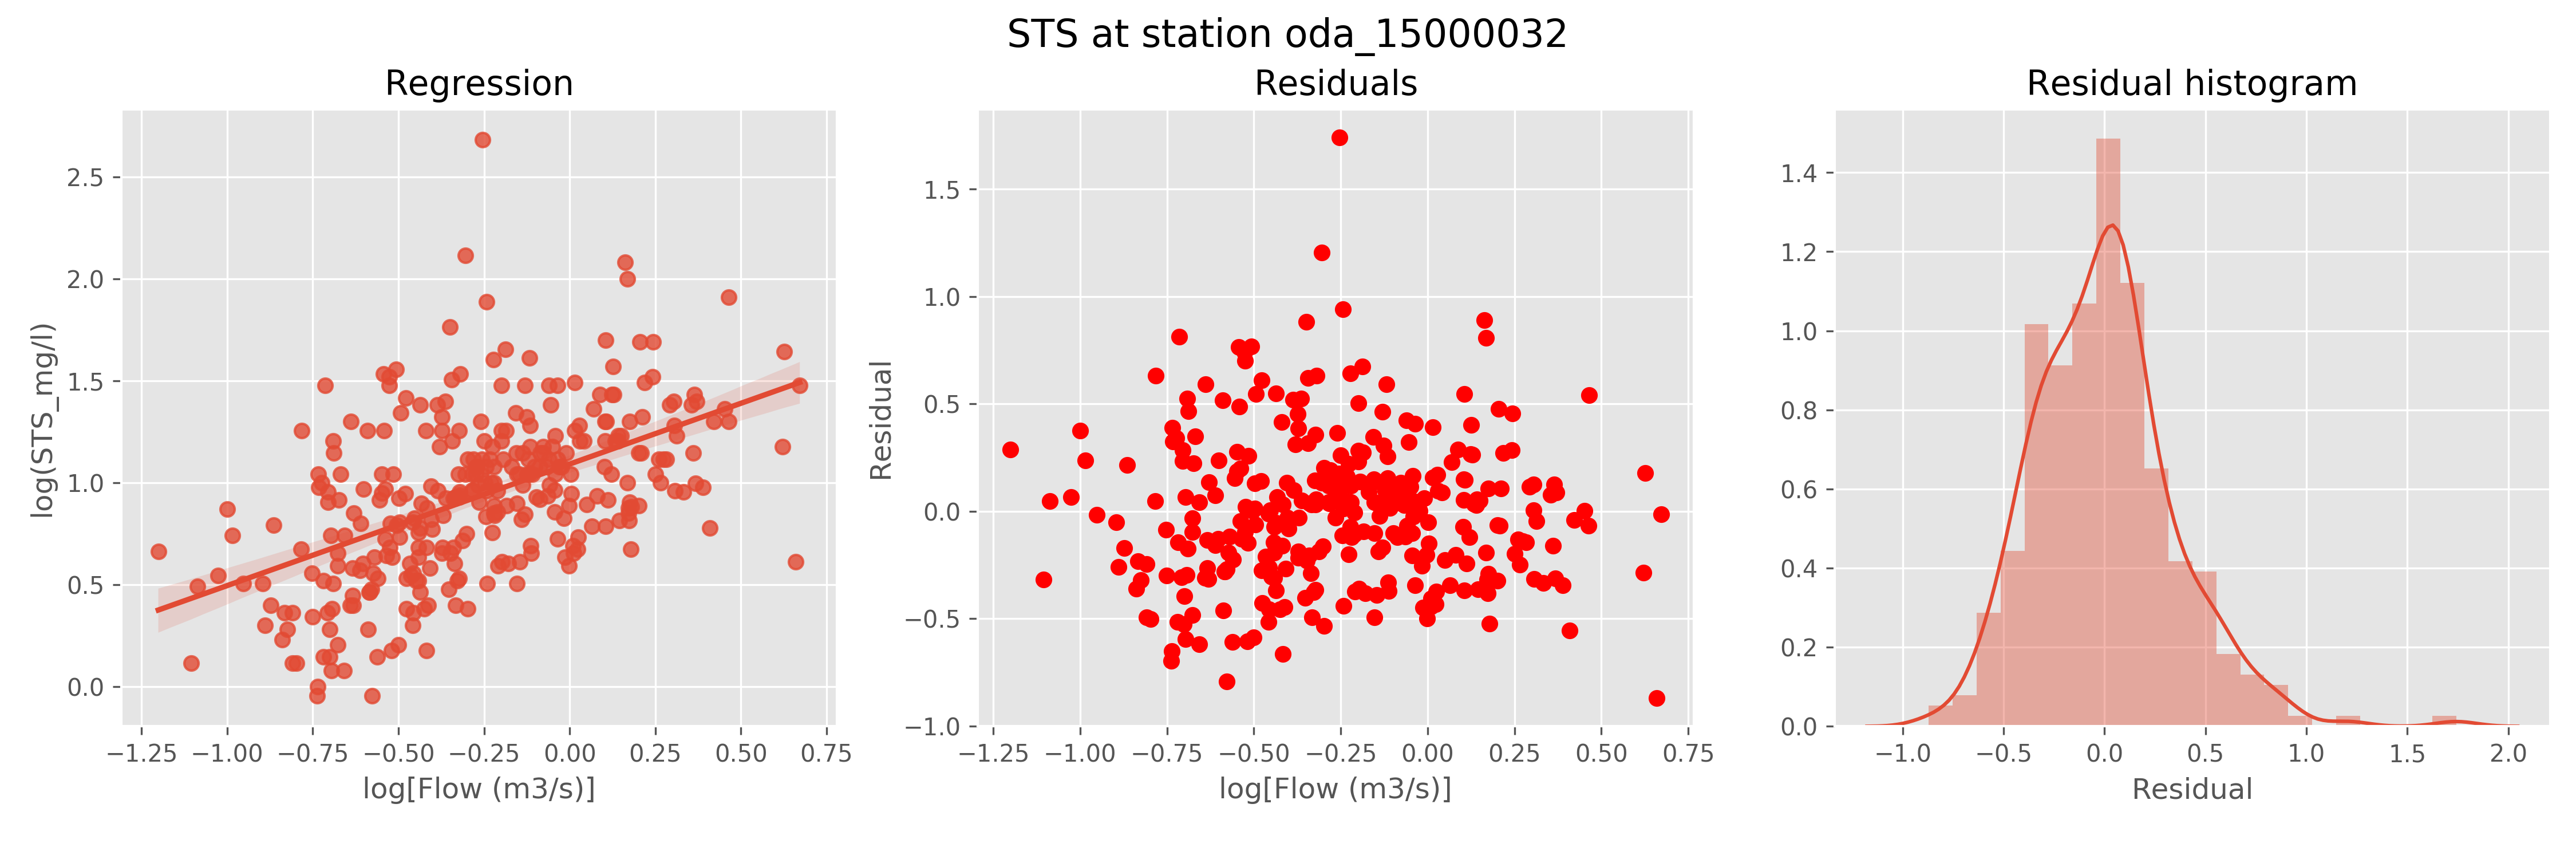 STS at station oda_15000032
Regression
log(STS_mg/l)
2.5
2.0
1.5
1.0
0.5
0.0
−1.25 −1.00 −0.75 −0.50 −0.25 0.00 0.25 0.50 0.75
log[Flow (m3/s)]
Residuals
Residual
1.5
1.0
0.5
0.0
−0.5
−1.0
−1.25 −1.00 −0.75 −0.50 −0.25 0.00 0.25 0.50 0.75
log[Flow (m3/s)]
Residual histogram
1.4
1.2
1.0
0.8
0.6
0.4
0.2
0.0
−1.0 −0.5 0.0 0.5 1.0 1.5 2.0
Residual